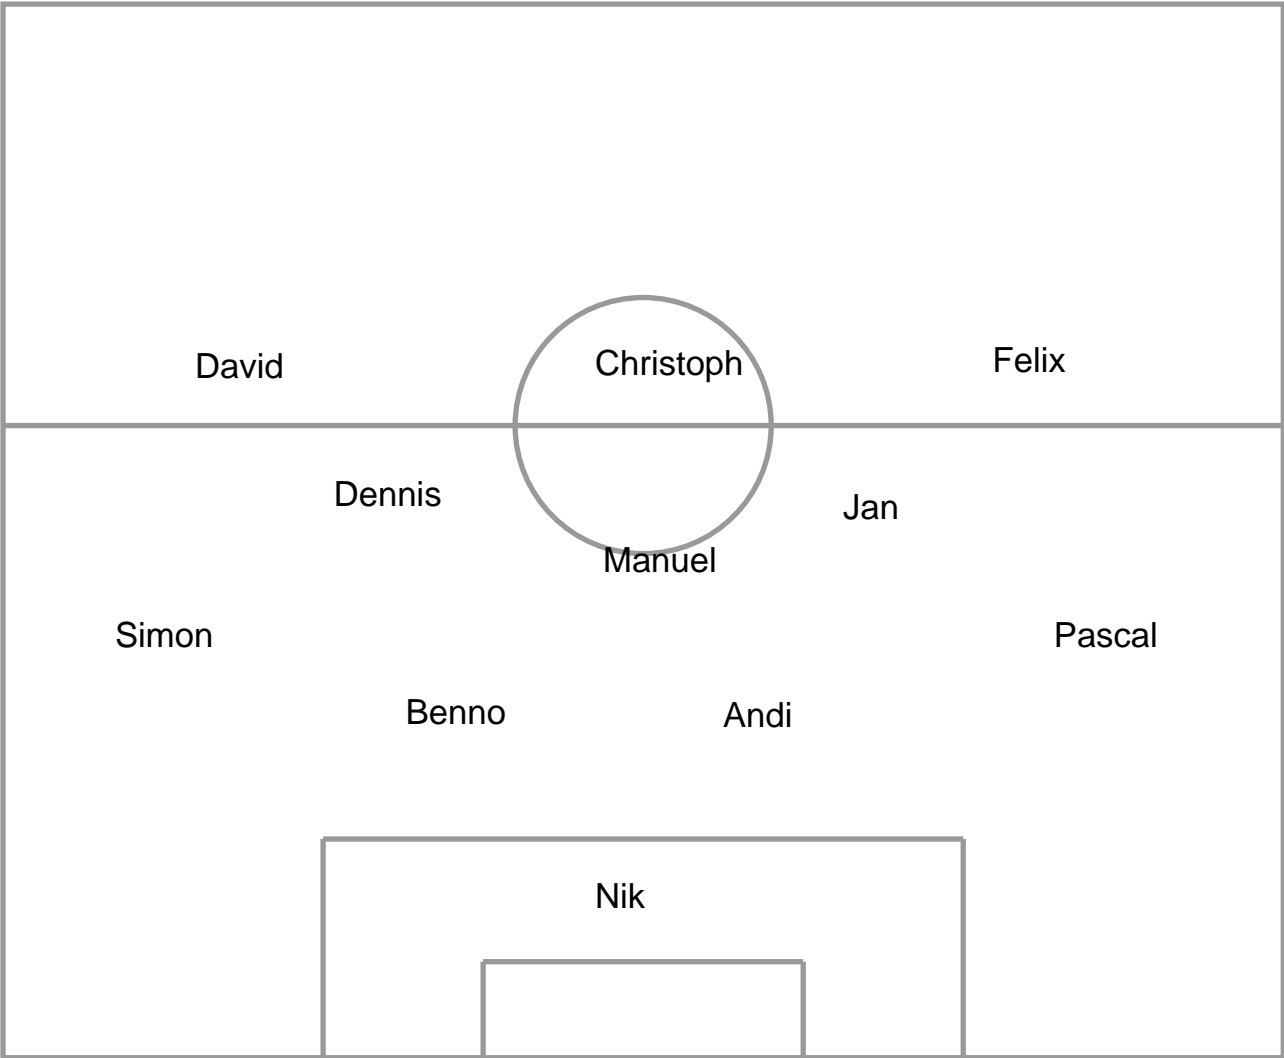 David Christoph Felix
Dennis Jan
Manuel
Simon Pascal
Benno Andi
Nik